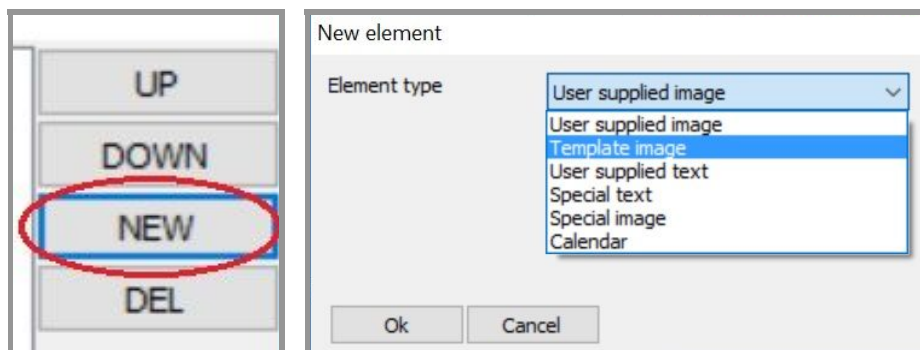 UP
DOWN
NEW
DEL
New element
Element type
User supplied image
User supplied image
Template image
User supplied text
Special text
Special image
Calendar
Ok Cancel